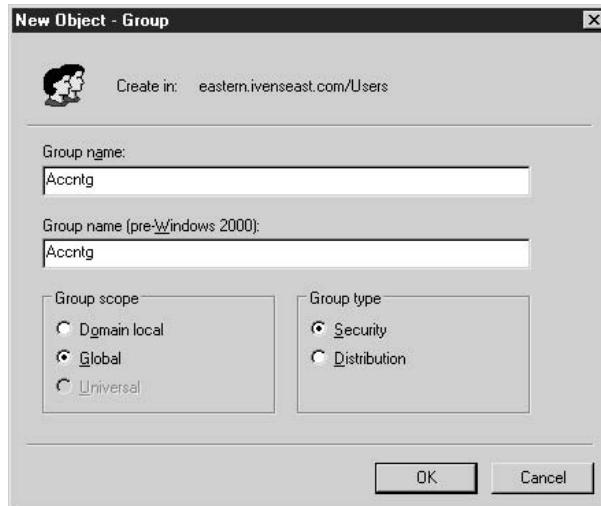 New Object - Group
Create in: eastern.ivenseast.com/Users
Group name:
Accntg
Group name (pre-Windows 2000):
Accntg
Group scope
Domain local
Global
Universal
Group type
Security
Distribution
OK
Cancel